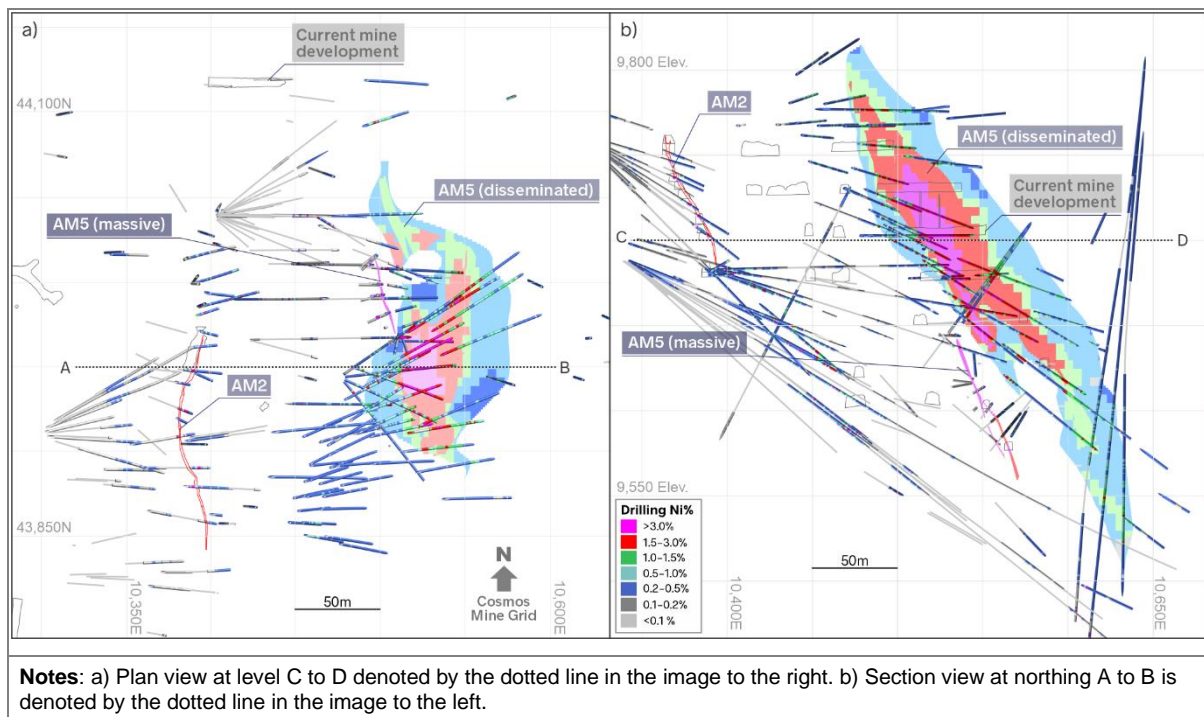 a)
Current mine
development
44,100N
AM5 (disseminated)
AM5 (massive)
A
B
AM2
43,850N
N
Cosmos
Mine Grid
50m
10,350E
10,600E
b)
9,800 Elev.
AM2
AM5 (disseminated)
Current mine
development
C
D
AM5 (massive)
9,550 Elev.
Drilling Ni%
>3.0%
1.5–3.0%
1.0–1.5%
0.5–1.0%
0.2–0.5%
0.1–0.2%
<0.1 %
50m
10,400E
10,650E
Notes: a) Plan view at level C to D denoted by the dotted line in the image to the right. b) Section view at northing A to B is
denoted by the dotted line in the image to the left.